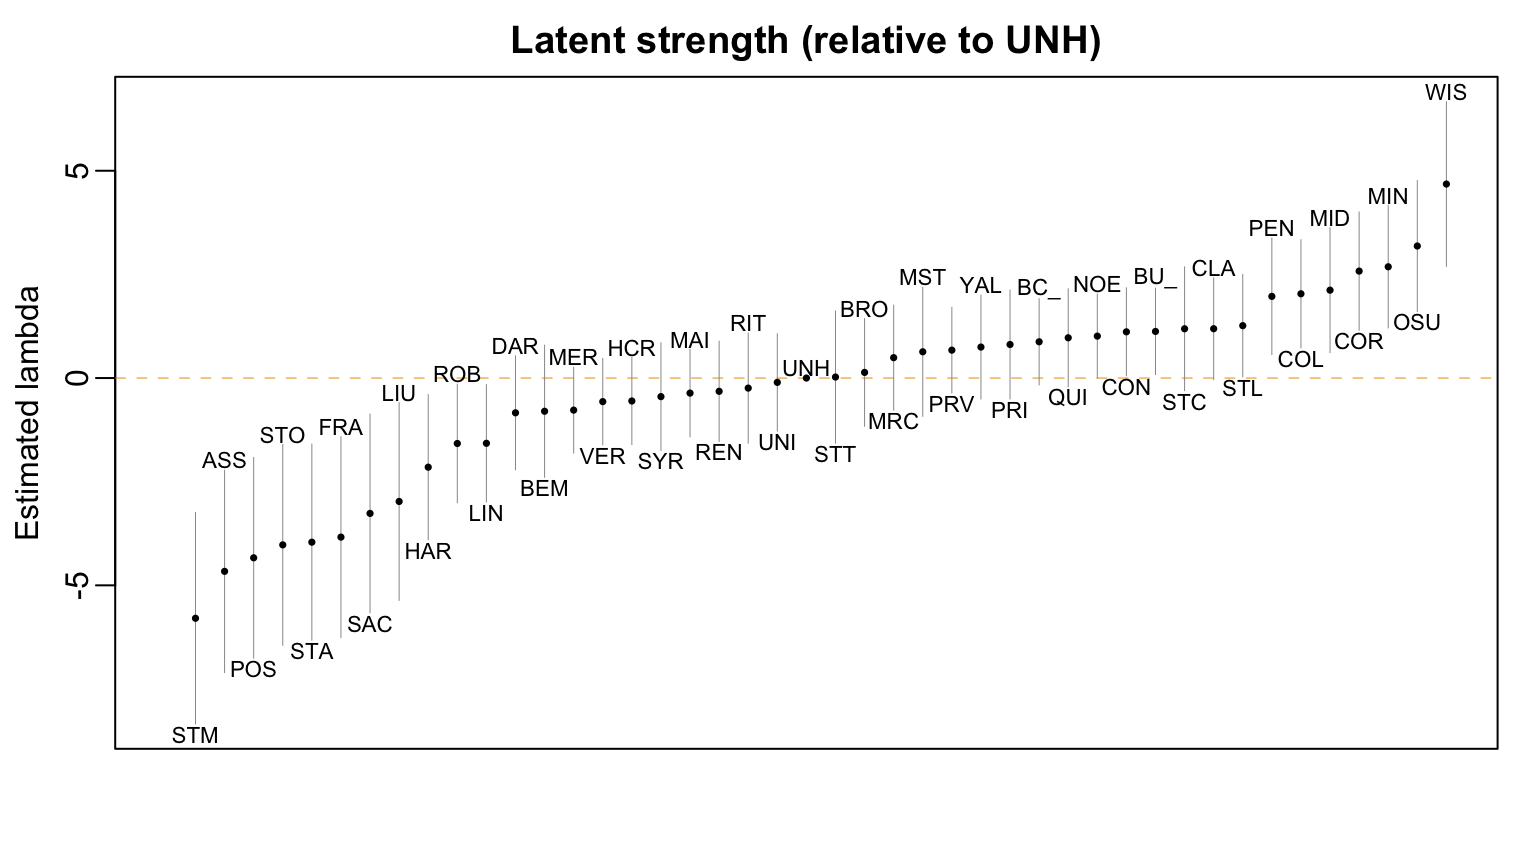 Latent strength (relative to UNH)
Estimated lambda
5
0
-5
STM
ASS
POS
STO
STA
FRA
SAC
LIU
HAR
ROB
LIN
DAR
BEM
MER
VER
HCR
SYR
MAI
REN
RIT
UNI
UNH
STT
BRO
MRC
MST
PRV
YAL
PRI
BC_
QUI
NOE
CON
BU_
STC
CLA
STL
PEN
COL
MID
COR
MIN
OSU
WIS